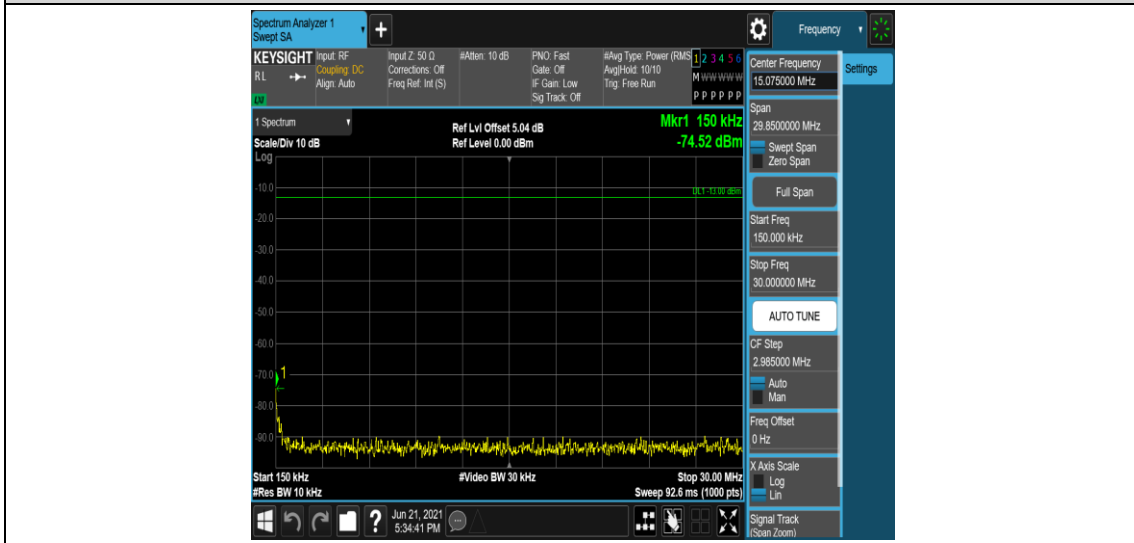 Spectrum Analyzer 1
Swept SA
+
Frequency
KEYSIGHT
RL
LXI
Input: RF
Coupling: DC
Align: Auto
Input Z: 50 Ω
Corrections: Off
Freq Ref: Int (S)
#Atten: 10 dB
PNO: Fast
Gate: Off
IF Gain: Low
Sig Track: Off
#Avg Type: Power (RMS
Avg|Hold: 10/10
Trig: Free Run
1 2 3 4 5 6
M W W W W W
P P P P P P
1 Spectrum
Scale/Div 10 dB
Log
Ref Lvl Offset 5.04 dB
Ref Level 0.00 dBm
Mkr1 150 kHz
-74.52 dBm
DL1 -13.00 dBm
-10.0
-20.0
-30.0
-40.0
-50.0
-60.0
-70.0
1
-80.0
-90.0
Start 150 kHz
#Res BW 10 kHz
#Video BW 30 kHz
Stop 30.00 MHz
Sweep 92.6 ms (1000 pts)
Center Frequency
15.075000 MHz
Settings
Span
29.8500000 MHz
Swept Span
Zero Span
Full Span
Start Freq
150.000 kHz
Stop Freq
30.000000 MHz
AUTO TUNE
CF Step
2.985000 MHz
Auto
Man
Freq Offset
0 Hz
X Axis Scale
Log
Lin
Signal Track
(Span Zoom)
?
Jun 21, 2021
5:34:41 PM